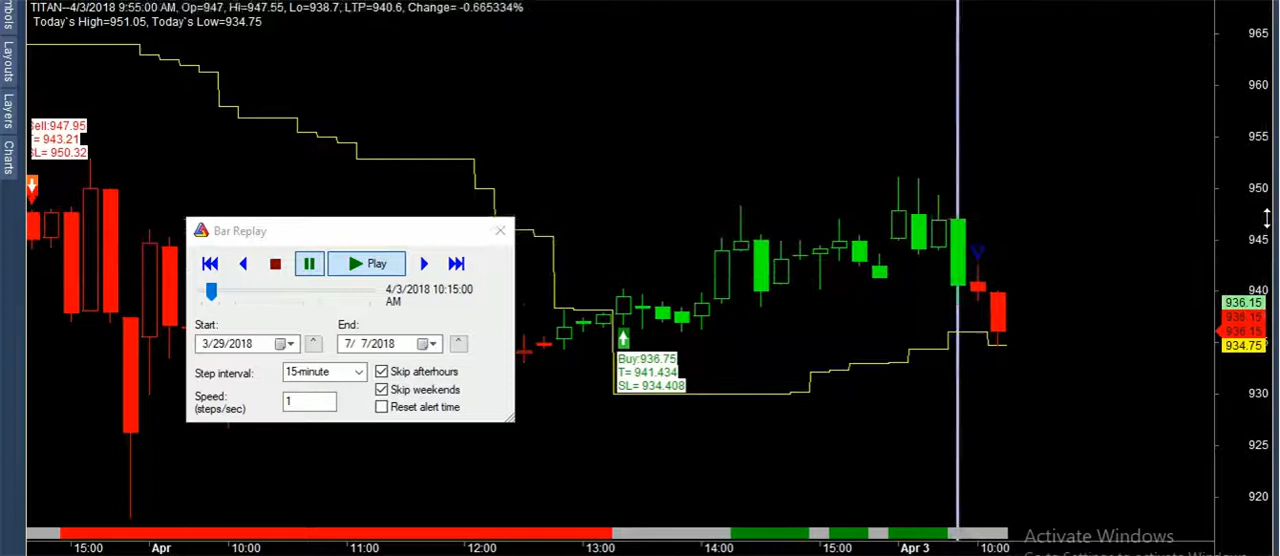 TITAN--4/3/2018 9:55:00 AM, Op=947, Hi=947.55, Lo=938.7, LTP=940.6, Change= -0.665334%
Today`s High=951.05, Today`s Low=934.75
Layouts
Layers
Charts
965
960
955
950
945
940
936.15
936.15
936.15
934.75
930
925
920
Sell:947.95
T= 943.21
SL= 950.32
Bar Replay
Play
4/3/2018 10:15:00
AM
Start:
End:
3/29/2018
7/ 7/2018
Step interval:
15-minute
Skip afterhours
Skip weekends
Speed:
(steps/sec)
1
Reset alert time
Buy:936.75
T= 941.434
SL= 934.408
Activate Windows
15:00
Apr
10:00
11:00
12:00
13:00
14:00
15:00
Apr 3
10:00